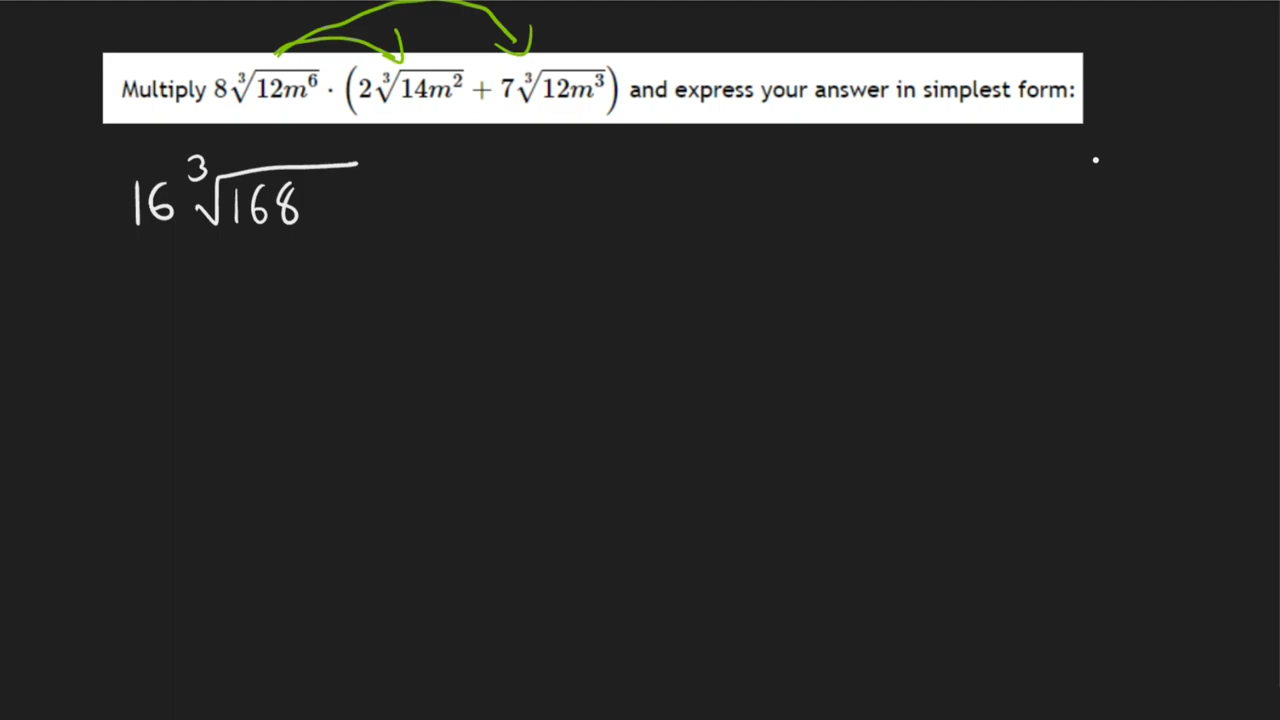 Multiply 8∛(12m⁶) · (2∛(14m²) + 7∛(12m³)) and express your answer in simplest form:
16 ∛168